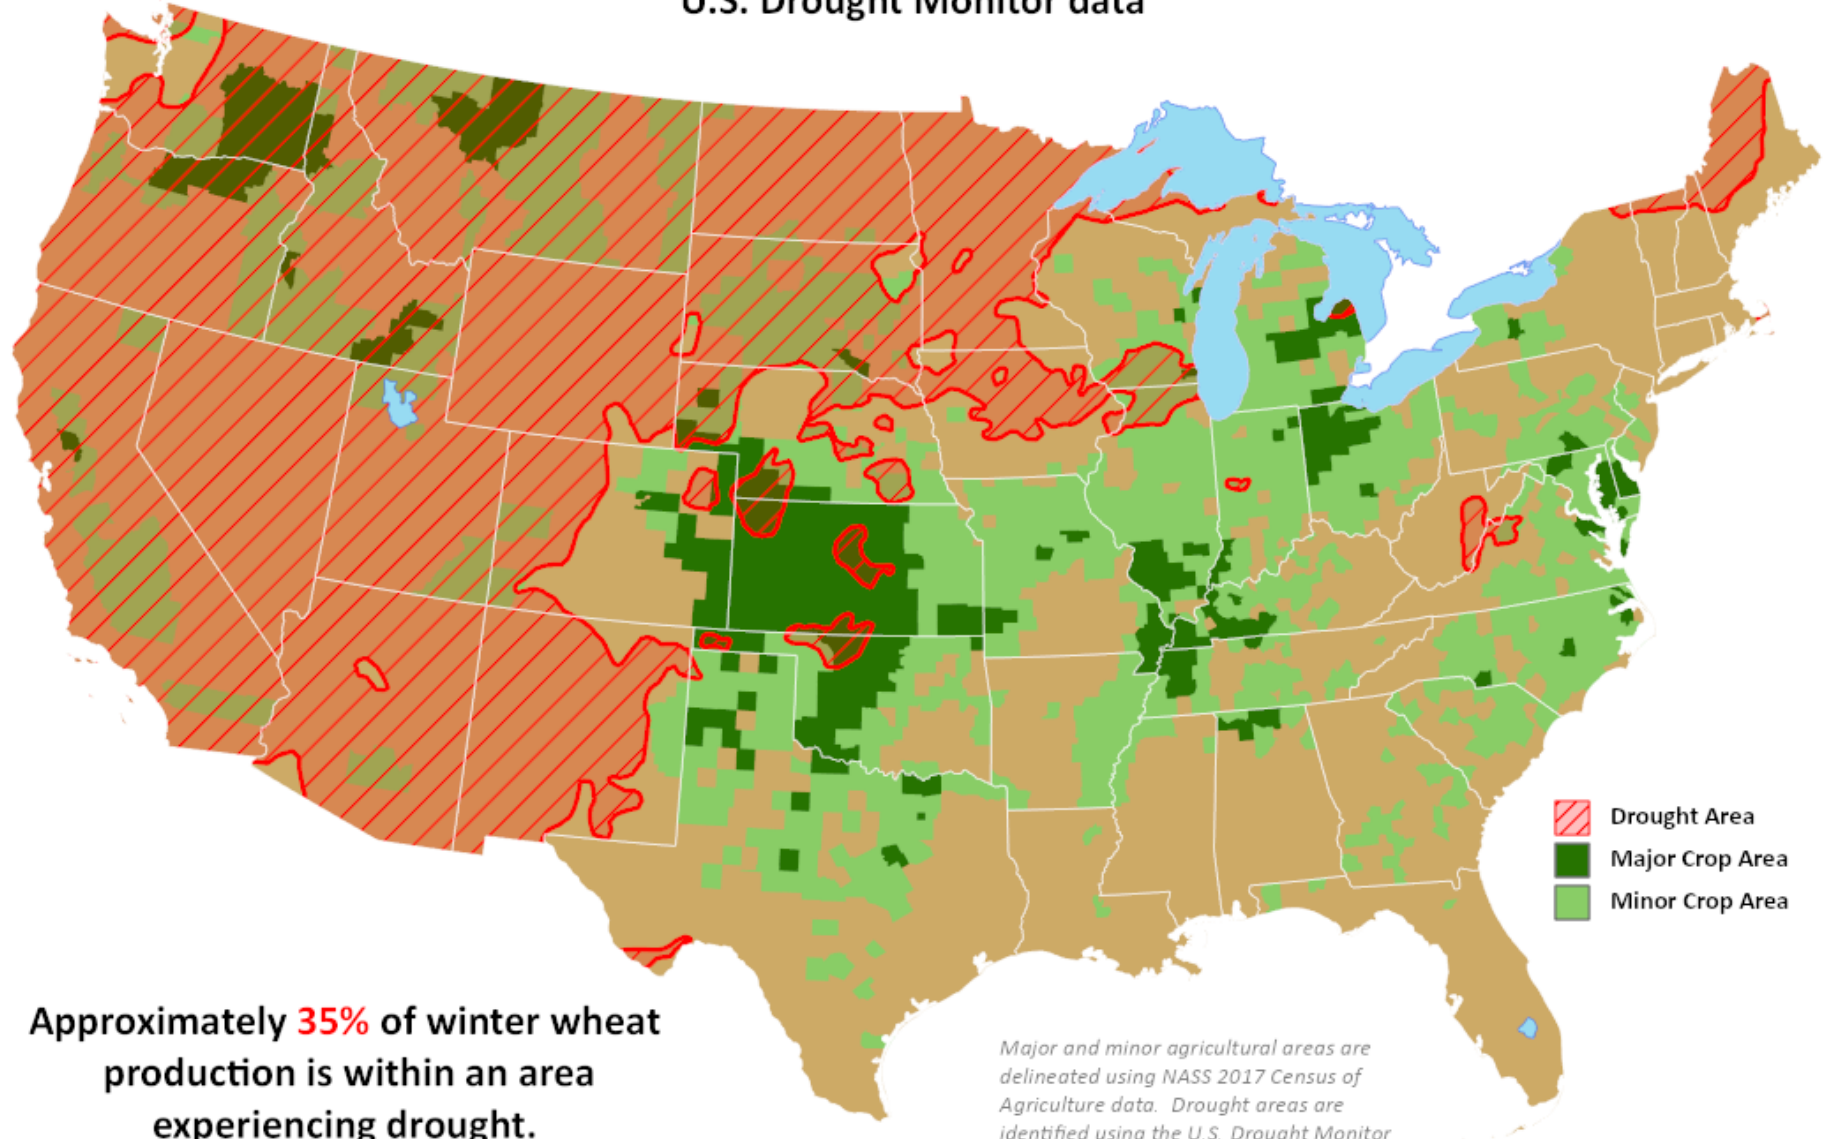 U.S. Drought Monitor data
Drought Area
Major Crop Area
Minor Crop Area
Approximately 35% of winter wheat
production is within an area
experiencing drought.
Major and minor agricultural areas are
delineated using NASS 2017 Census of
Agriculture data.  Drought areas are
identified using the U.S. Drought Monitor